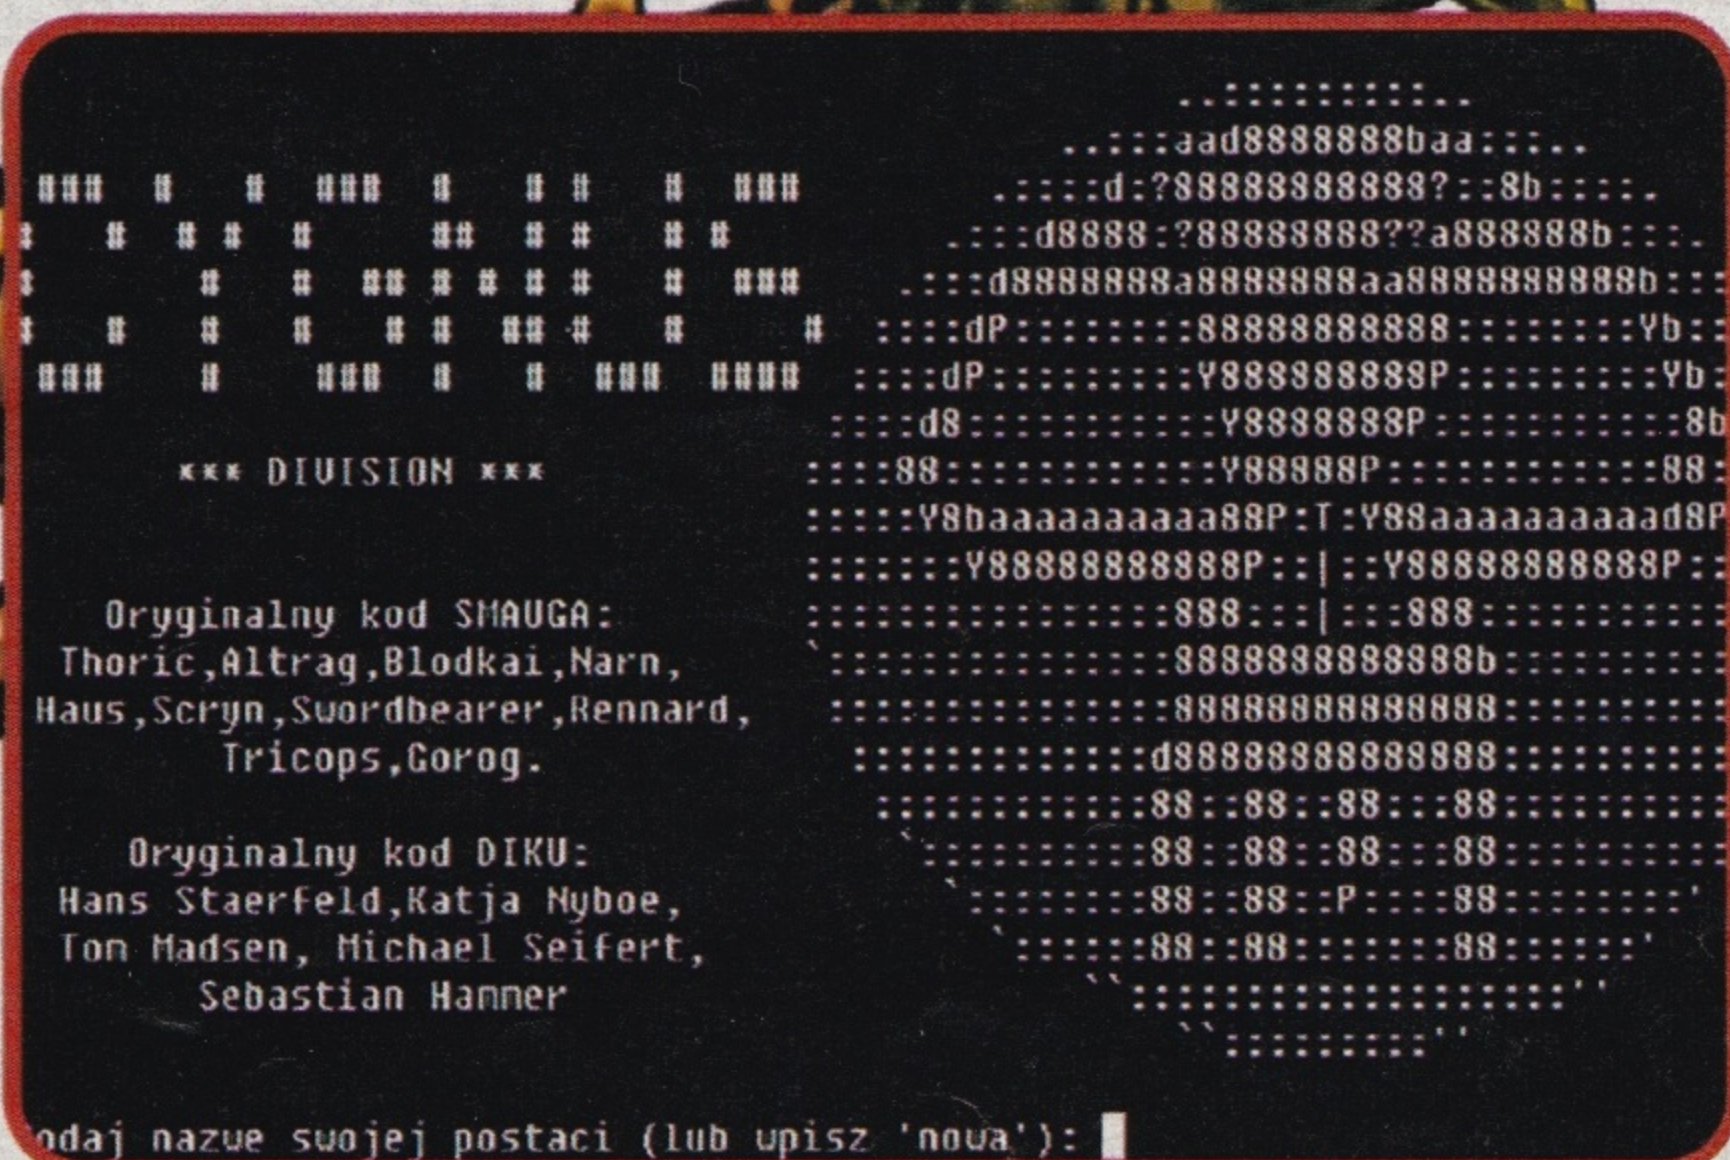 CYGNUS
*** DIVISION ***
Oryginalny kod SMAUGA:
Thoric,Altrag,Blodkai,Narn,
Haus,Scryn,Swordbearer,Rennard,
Tricops,Gorog.
Oryginalny kod DIKU:
Hans Staerfeld,Katja Nyboe,
Tom Madsen, Michael Seifert,
Sebastian Hammer
odaj nazwe swojej postaci (lub wpisz 'nowa'):